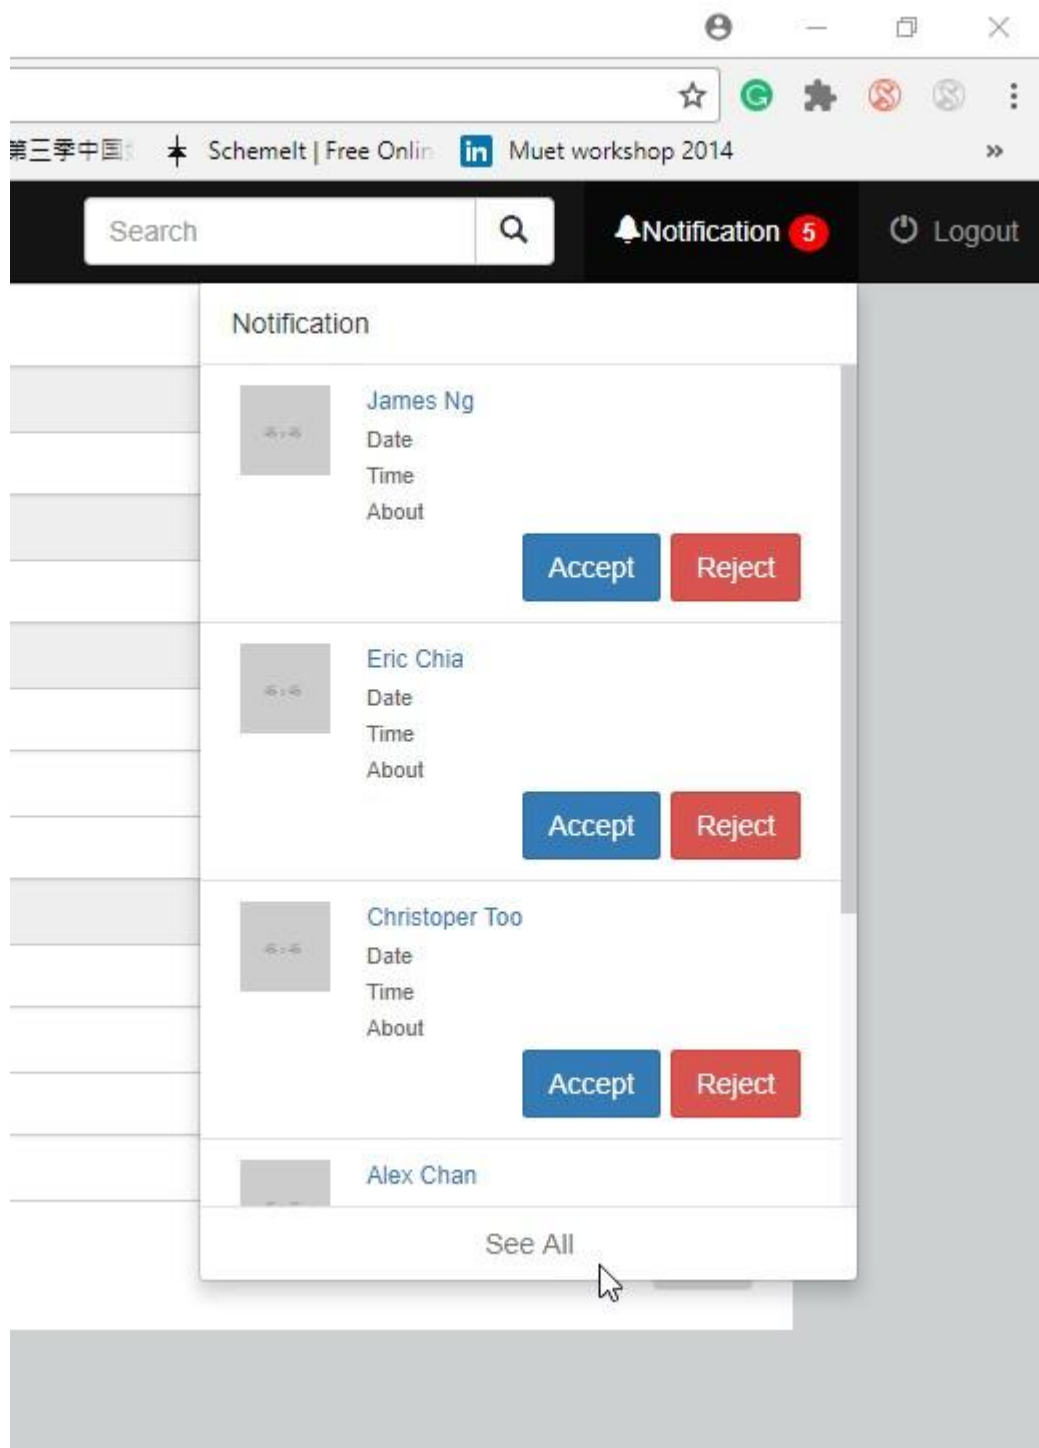 第三季中国
Schemelt | Free Onlin
in Muet workshop 2014
»
Search
Notification 5
Logout
Notification
James Ng
Date
Time
About
Accept Reject
Eric Chia
Date
Time
About
Accept Reject
Christoper Too
Date
Time
About
Accept Reject
Alex Chan
See All